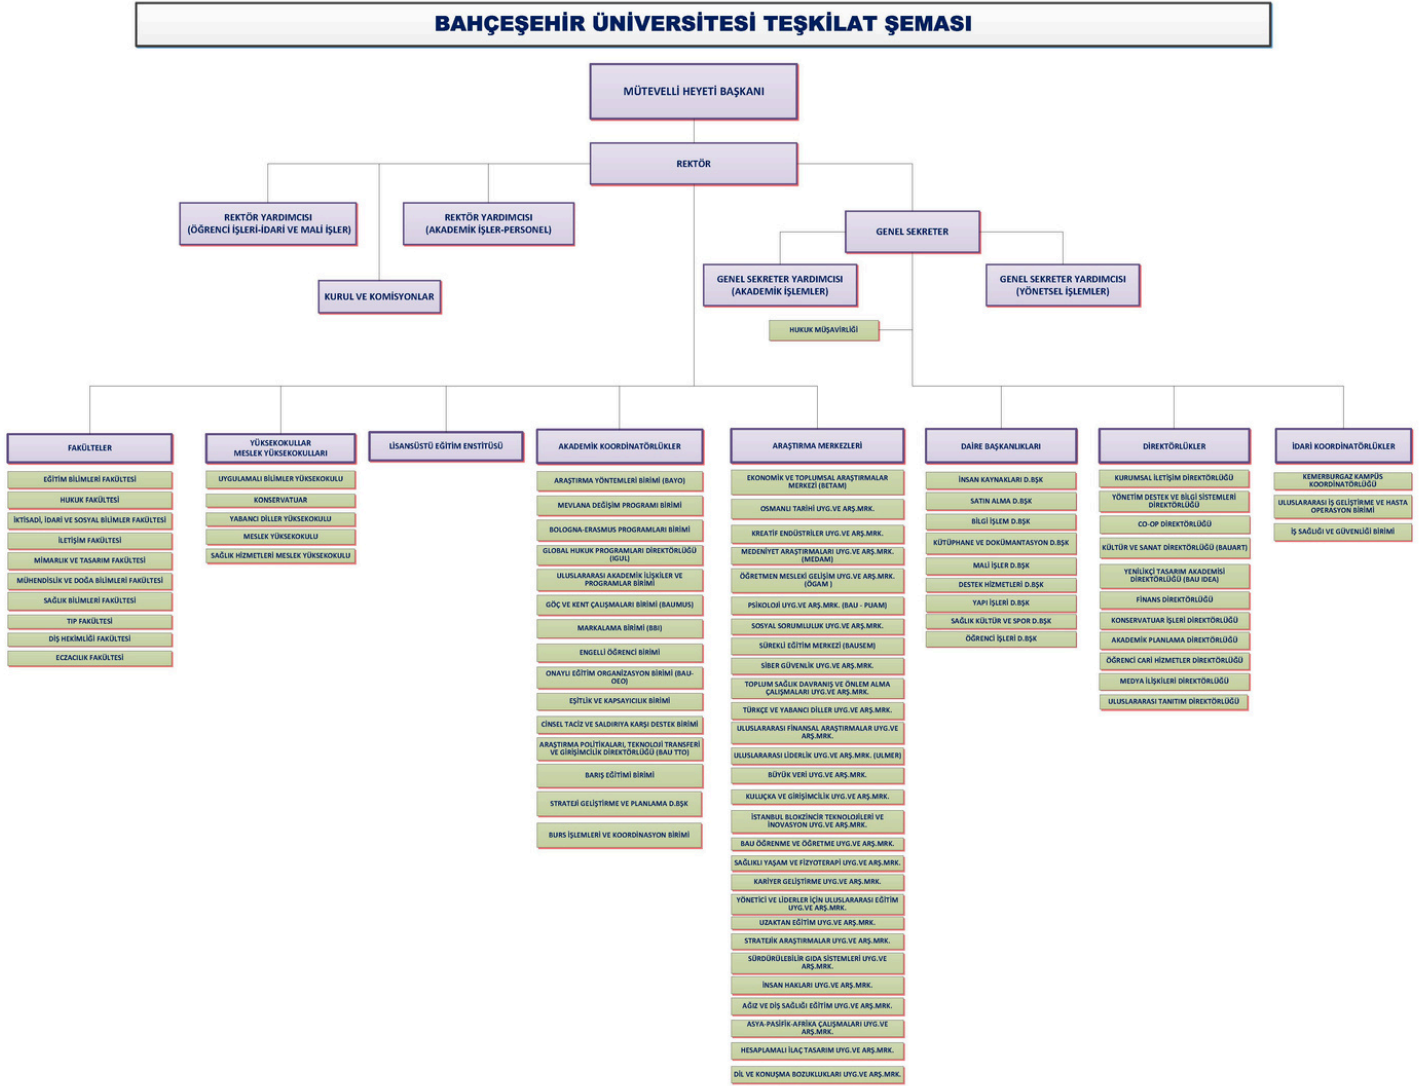 BAHÇEŞEHİR ÜNİVERSİTESİ TEŞKİLAT ŞEMASI
MÜTEVELLİ HEYETİ BAŞKANI
REKTÖR
REKTÖR YARDIMCISI
(ÖĞRENCİ İŞLERİ-İDARİ VE MALİ İŞLER)
REKTÖR YARDIMCISI
(AKADEMİK İŞLER-PERSONEL)
KURUL VE KOMİSYONLAR
GENEL SEKRETER
GENEL SEKRETER YARDIMCISI
(AKADEMİK İŞLEMLER)
GENEL SEKRETER YARDIMCISI
(YÖNETSEL İŞLEMLER)
HUKUK MÜŞAVİRLİĞİ
FAKÜLTELER
EĞİTİM BİLİMLERİ FAKÜLTESİ
HUKUK FAKÜLTESİ
İKTİSADİ, İDARİ VE SOSYAL BİLİMLER FAKÜLTESİ
İLETİŞİM FAKÜLTESİ
MİMARLIK VE TASARIM FAKÜLTESİ
MÜHENDİSLİK VE DOĞA BİLİMLERİ FAKÜLTESİ
SAĞLIK BİLİMLERİ FAKÜLTESİ
TIP FAKÜLTESİ
DİŞ HEKİMLİĞİ FAKÜLTESİ
ECZACILIK FAKÜLTESİ
YÜKSEKOKULLAR
MESLEK YÜKSEKOKULLARI
UYGULAMALI BİLİMLER YÜKSEKOKULU
KONSERVATUAR
YABANCI DİLLER YÜKSEKOKULU
MESLEK YÜKSEKOKULU
SAĞLIK HİZMETLERİ MESLEK YÜKSEKOKULU
LİSANSÜSTÜ EĞİTİM ENSTİTÜSÜ
AKADEMİK KOORDİNATÖRLÜKLER
ARAŞTIRMA YÖNTEMLERİ BİRİMİ (BAYO)
MEVLANA DEĞİŞİM PROGRAMI BİRİMİ
BOLOGNA-ERASMUS PROGRAMLARI BİRİMİ
GLOBAL HUKUK PROGRAMLARI DİREKTÖRLÜĞÜ
(IGUL)
ULUSLARARASI AKADEMİK İLİŞKİLER VE
PROGRAMLAR BİRİMİ
GÖÇ VE KENT ÇALIŞMALARI BİRİMİ (BAUMUS)
MARKALAMA BİRİMİ (BBI)
ENGELLİ ÖĞRENCİ BİRİMİ
ONAYLI EĞİTİM ORGANİZASYON BİRİMİ (BAU-
OEO)
EŞİTLİK VE KAPSAYICILIK BİRİMİ
CİNSEL TACİZ VE SALDIRIYA KARŞI DESTEK BİRİMİ
ARAŞTIRMA POLİTİKALARI, TEKNOLOJİ TRANSFERİ
VE GİRİŞİMCİLİK DİREKTÖRLÜĞÜ (BAU TTO)
BARIŞ EĞİTİMİ BİRİMİ
STRATEJİ GELİŞTİRME VE PLANLAMA D.BŞK
BURS İŞLEMLERİ VE KOORDİNASYON BİRİMİ
ARAŞTIRMA MERKEZLERİ
EKONOMİK VE TOPLUMSAL ARAŞTIRMALAR
MERKEZİ (BETAM)
OSMANLI TARİHİ UYG.VE ARŞ.MRK.
KREATİF ENDÜSTRİLER UYG.VE ARŞ.MRK.
MEDENİYET ARAŞTIRMALARI UYG.VE ARŞ.MRK.
(MEDAM)
ÖĞRETMEN MESLEKİ GELİŞİM UYG.VE ARŞ.MRK.
(ÖGAM )
PSİKOLOJİ UYG.VE ARŞ.MRK. (BAU - PUAM)
SOSYAL SORUMLULUK UYG.VE ARŞ.MRK.
SÜREKLİ EĞİTİM MERKEZİ (BAUSEM)
SİBER GÜVENLİK UYG.VE ARŞ.MRK.
TOPLUM SAĞLIK DAVRANIŞ VE ÖNLEM ALMA
ÇALIŞMALARI UYG.VE ARŞ.MRK.
TÜRKÇE VE YABANCI DİLLER UYG.VE ARŞ.MRK.
ULUSLARARASI FİNANSAL ARAŞTIRMALAR UYG.VE
ARŞ.MRK.
ULUSLARARASI LİDERLİK UYG.VE ARŞ.MRK. (ULMER)
BÜYÜK VERİ UYG.VE ARŞ.MRK.
KULUÇKA VE GİRİŞİMCİLİK UYG.VE ARŞ.MRK.
İSTANBUL BLOKZİNCİR TEKNOLOJİLERİ VE
İNOVASYON UYG.VE ARŞ.MRK.
BAU ÖĞRENME VE ÖĞRETME UYG.VE ARŞ.MRK.
SAĞLIKLI YAŞAM VE FİZYOTERAPİ UYG.VE ARŞ.MRK.
KARİYER GELİŞTİRME UYG.VE ARŞ.MRK.
YÖNETİCİ VE LİDERLER İÇİN ULUSLARARASI EĞİTİM
UYG.VE ARŞ.MRK.
UZAKTAN EĞİTİM UYG.VE ARŞ.MRK.
STRATEJİK ARAŞTIRMALAR UYG.VE ARŞ.MRK.
SÜRDÜRÜLEBİLİR GIDA SİSTEMLERİ UYG.VE
ARŞ.MRK.
İNSAN HAKLARI UYG.VE ARŞ.MRK.
AĞIZ VE DİŞ SAĞLIĞI EĞİTİM UYG.VE ARŞ.MRK.
ASYA-PASİFİK-AFRİKA ÇALIŞMALARI UYG.VE
ARŞ.MRK.
HESAPLAMALI İLAÇ TASARIM UYG.VE ARŞ.MRK.
DİL VE KONUŞMA BOZUKLUKLARI UYG.VE ARŞ.MRK.
DAİRE BAŞKANLIKLARI
İNSAN KAYNAKLARI D.BŞK
SATIN ALMA D.BŞK
BİLGİ İŞLEM D.BŞK
KÜTÜPHANE VE DOKÜMANTASYON D.BŞK
MALİ İŞLER D.BŞK
DESTEK HİZMETLERİ D.BŞK
YAPI İŞLERİ D.BŞK
SAĞLIK KÜLTÜR VE SPOR D.BŞK
ÖĞRENCİ İŞLERİ D.BŞK
DİREKTÖRLÜKLER
KURUMSAL İLETİŞİM DİREKTÖRLÜĞÜ
YÖNETİM DESTEK VE BİLGİ SİSTEMLERİ
DİREKTÖRLÜĞÜ
CO-OP DİREKTÖRLÜĞÜ
KÜLTÜR VE SANAT DİREKTÖRLÜĞÜ (BAUART)
YENİLİKÇİ TASARIM AKADEMİSİ
DİREKTÖRLÜĞÜ (BAU IDEA)
FİNANS DİREKTÖRLÜĞÜ
KONSERVATUAR İŞLERİ DİREKTÖRLÜĞÜ
AKADEMİK PLANLAMA DİREKTÖRLÜĞÜ
ÖĞRENCİ CARİ HİZMETLER DİREKTÖRLÜĞÜ
MEDYA İLİŞKİLERİ DİREKTÖRLÜĞÜ
ULUSLARARASI TANITIM DİREKTÖRLÜĞÜ
İDARİ KOORDİNATÖRLÜKLER
KEMERBURGAZ KAMPÜS
KOORDİNATÖRLÜĞÜ
ULUSLARARASI İŞ GELİŞTİRME VE HASTA
OPERASYON BİRİMİ
İŞ SAĞLIĞI VE GÜVENLİĞİ BİRİMİ